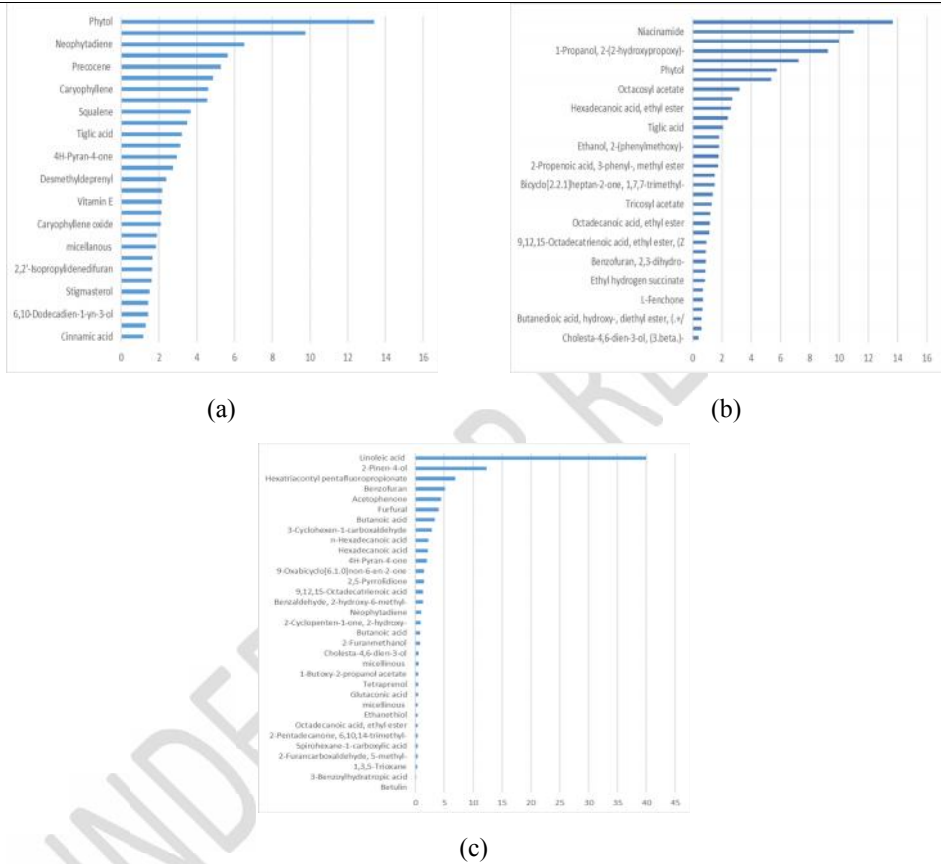 Phytol
Neophytadiene
Precocene
Caryophyllene
Squalene
Tiglic acid
4H-Pyran-4-one
Desmethyldeprenyl
Vitamin E
Caryophyllene oxide
micellanous
2,2'-Isopropylidenedifuran
Stigmasterol
6,10-Dodecadien-1-yn-3-ol
Cinnamic acid
0 2 4 6 8 10 12 14 16
(a)
Niacinamide
1-Propanol, 2-(2-hydroxypropoxy)-
Phytol
Octacosyl acetate
Hexadecanoic acid, ethyl ester
Tiglic acid
Ethanol, 2-(phenylmethoxy)-
2-Propenoic acid, 3-phenyl-, methyl ester
Bicyclo[2.2.1]heptan-2-one, 1,7,7-trimethyl-
Tricosyl acetate
Octadecanoic acid, ethyl ester
9,12,15-Octadecatrienoic acid, ethyl ester, (Z
Benzofuran, 2,3-dihydro-
Ethyl hydrogen succinate
L-Fenchone
Butanedioic acid, hydroxy-, diethyl ester, (.+/
Cholesta-4,6-dien-3-ol, (3.beta.)-
0 2 4 6 8 10 12 14 16
(b)
Linoleic acid
2-Pinen-4-ol
Hexatriacontyl pentafluoropropionate
Benzofuran
Acetophenone
Furfural
Butanoic acid
3-Cyclohexen-1-carboxaldehyde
n-Hexadecanoic acid
Hexadecanoic acid
4H-Pyran-4-one
9-Oxabicyclo[6.1.0]non-6-en-2-one
2,5-Pyrrolidione
9,12,15-Octadecatrienoic acid
Benzaldehyde, 2-hydroxy-6-methyl-
Neophytadiene
2-Cyclopenten-1-one, 2-hydroxy-
Butanoic acid
2-Furanmethanol
Cholesta-4,6-dien-3-ol
micellinous
1-Butoxy-2-propanol acetate
Tetraprenol
Glutaconic acid
micellinous
Ethanethiol
Octadecanoic acid, ethyl-ester
2-Pentadecanone, 6,10,14-trimethyl-
Spirohexane-1-carboxylic acid
2-Furancarboxaldehyde, 5-methyl-
1,3,5-Trioxane
3-Benzoylhydratropic acid
Betulin
0 5 10 15 20 25 30 35 40 45
(c)